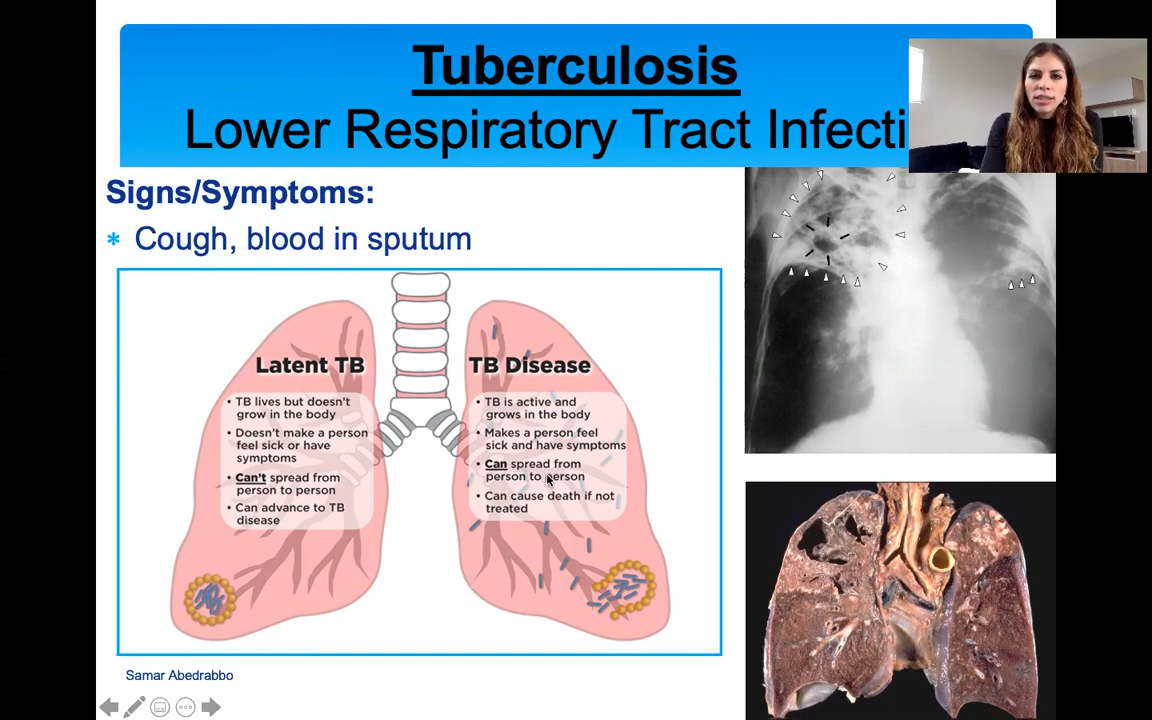 Tuberculosis
Lower Respiratory Tract Infecti
Signs/Symptoms:
* Cough, blood in sputum
Latent TB
• TB lives but doesn't
grow in the body
• Doesn't make a person
feel sick or have
symptoms
• Can't spread from
person to person
• Can advance to TB
disease
TB Disease
• TB is active and
grows in the body
• Makes a person feel
sick and have symptoms
• Can spread from
person to person
• Can cause death if not
treated
Samar Abedrabbo